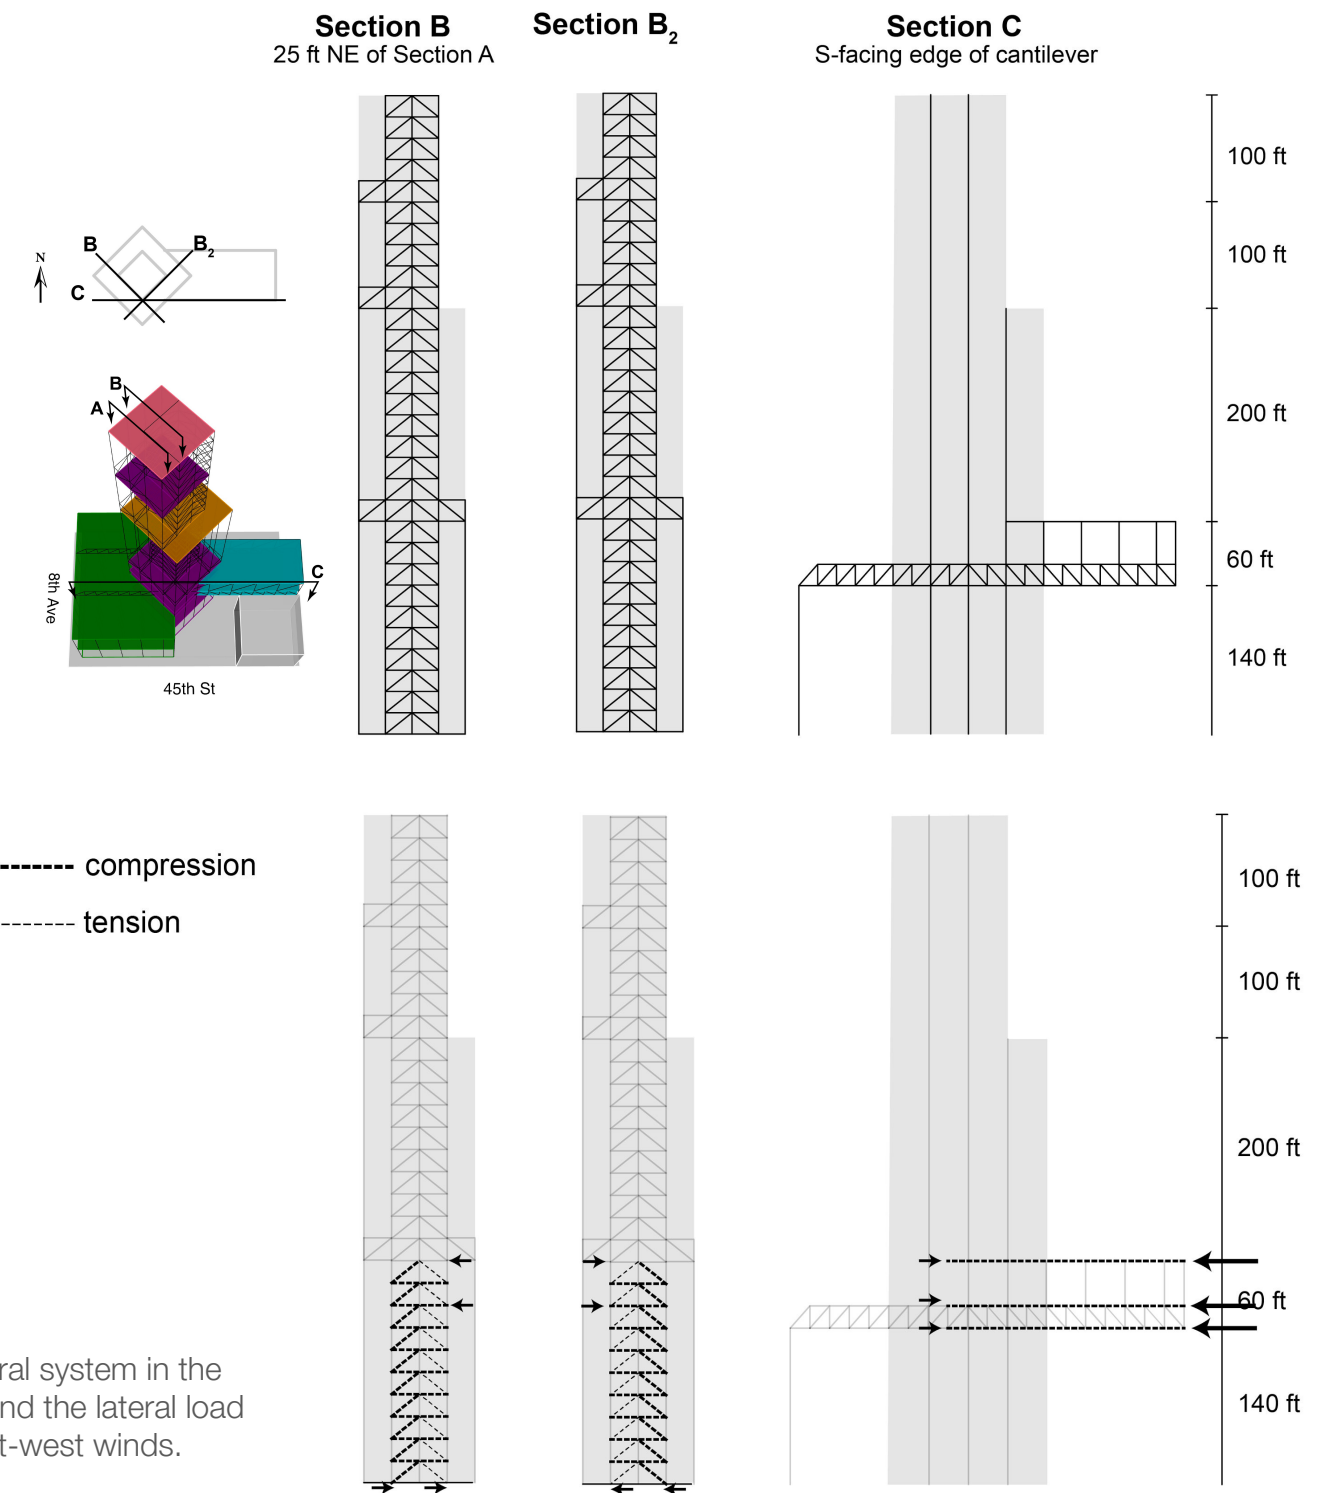 Section B
25 ft NE of Section A
Section B2
Section C
S-facing edge of cantilever
100 ft
100 ft
200 ft
60 ft
140 ft
N
B
B2
C
B
A
C
8th Ave
45th St
compression
tension
100 ft
100 ft
200 ft
60 ft
140 ft
ral system in the
nd the lateral load
t-west winds.